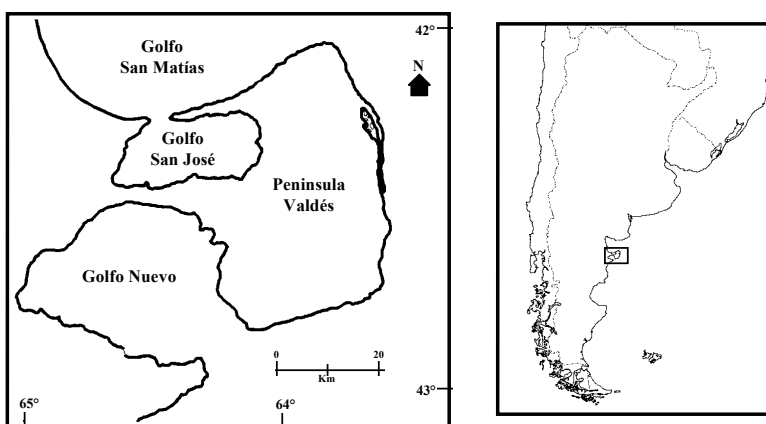 42°
Golfo
San Matías
N
Golfo
San José
Peninsula
Valdés
Golfo Nuevo
0 20
Km
43°
65° 64°